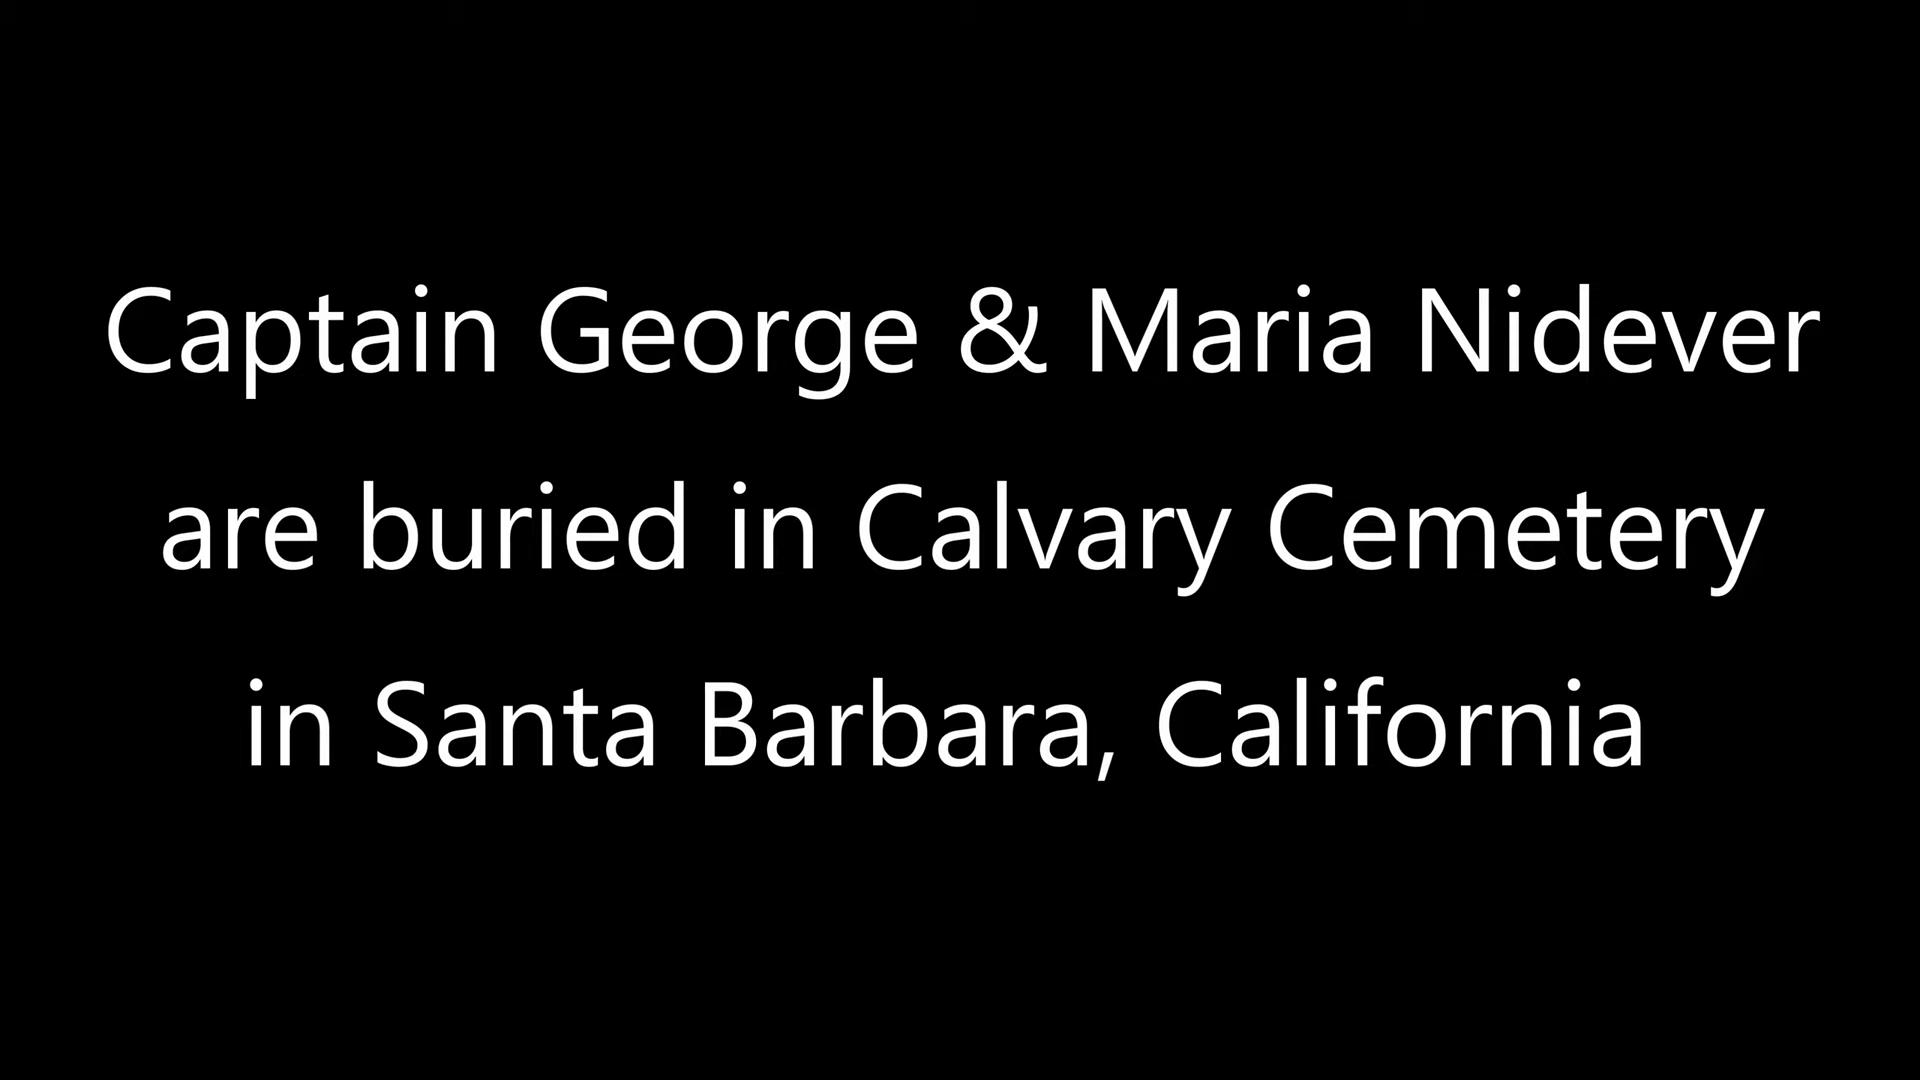 Captain George & Maria Nidever
are buried in Calvary Cemetery
in Santa Barbara, California